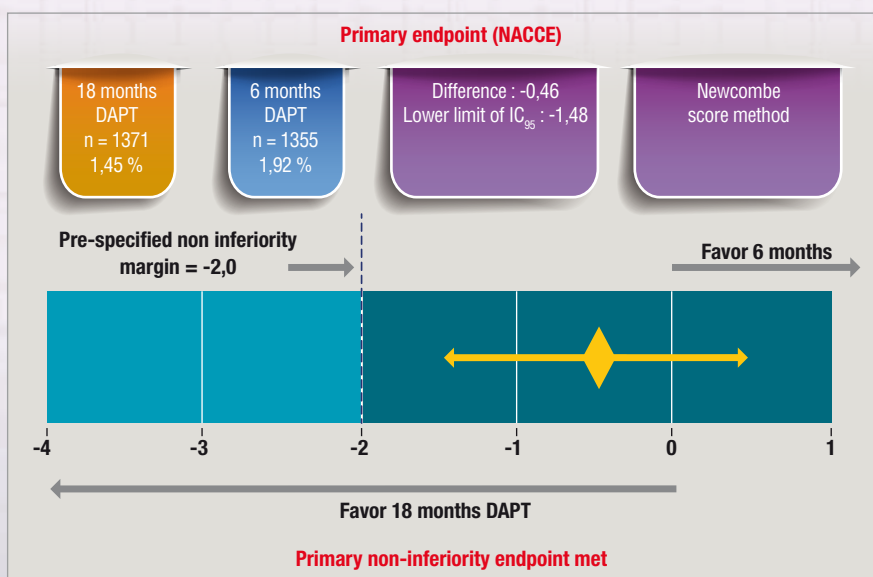 Primary endpoint (NACCE)
18 months
DAPT
n = 1371
1,45 %
6 months
DAPT
n = 1355
1,92 %
Difference : -0,46
Lower limit of IC95 : -1,48
Newcombe
score method
Pre-specified non inferiority
margin = -2,0
Favor 6 months
-4
-3
-2
-1
0
1
Favor 18 months DAPT
Primary non-inferiority endpoint met